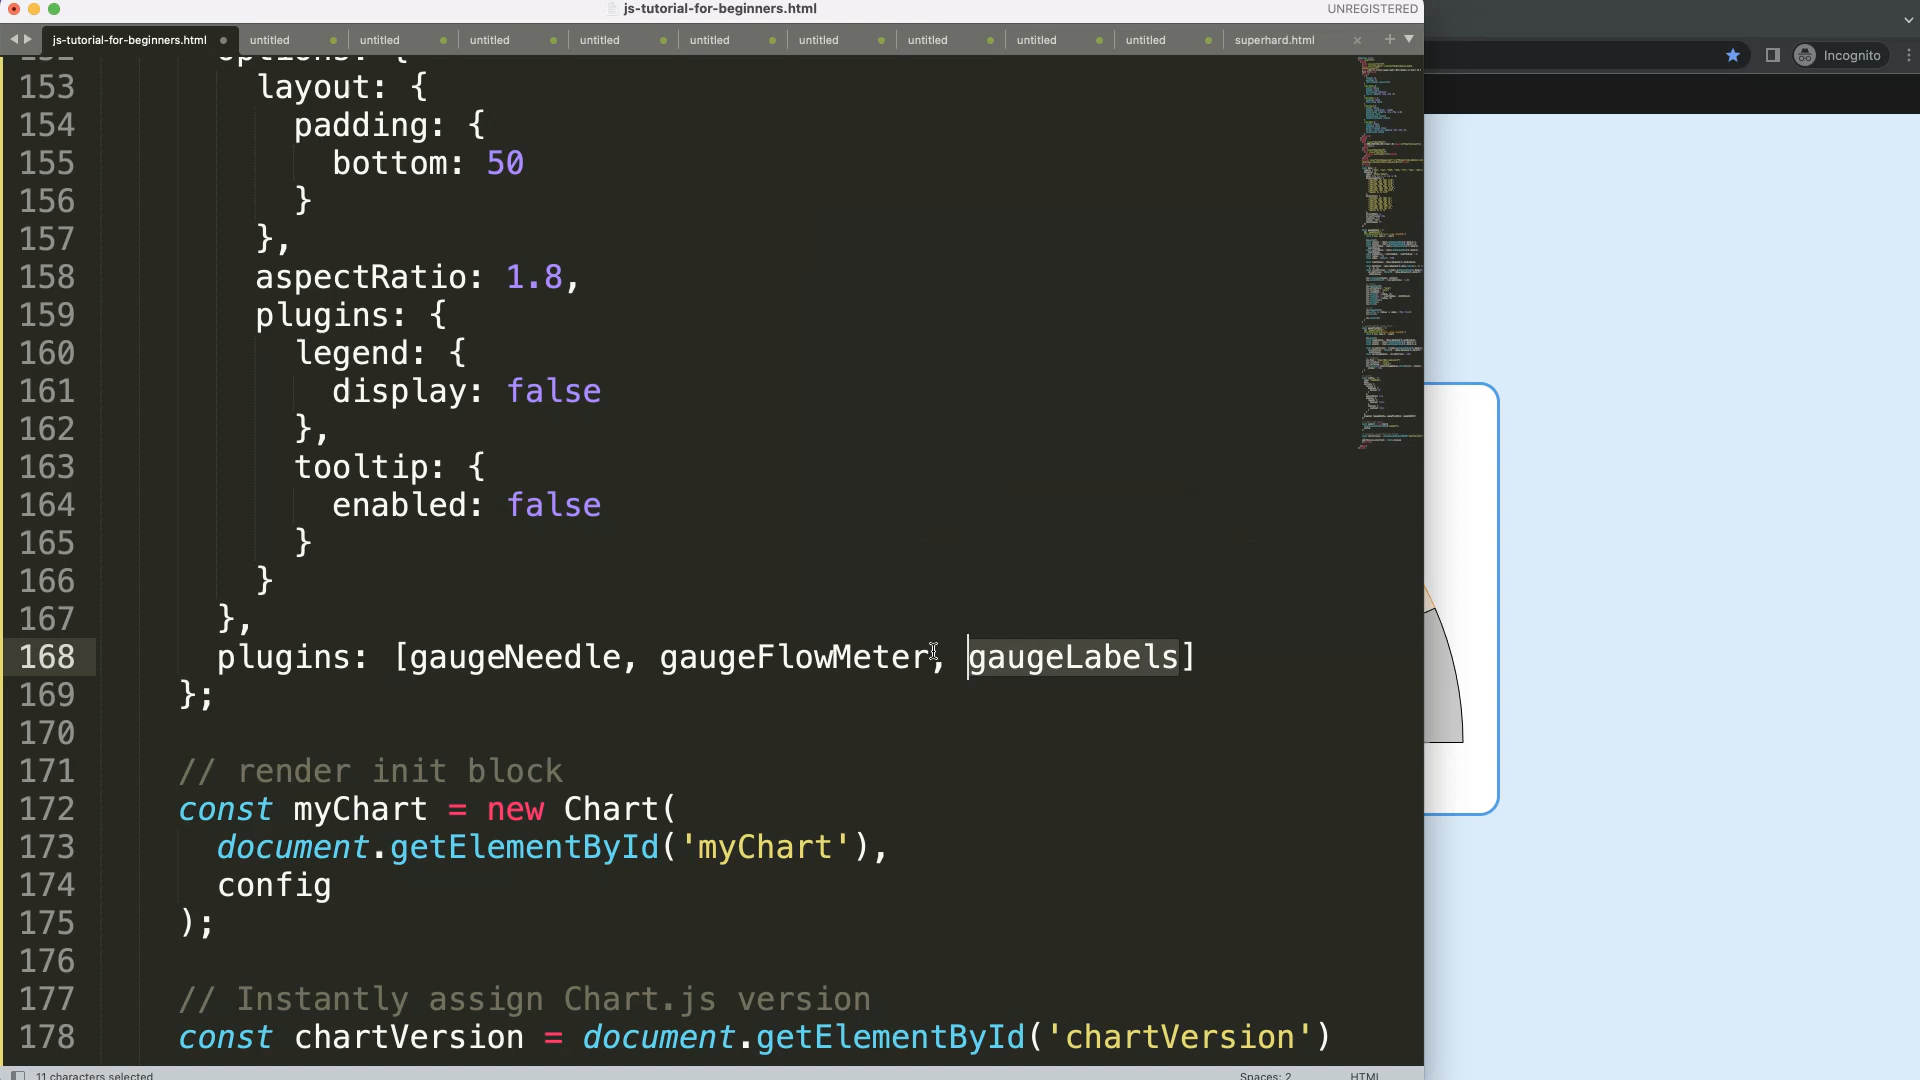 js-tutorial-for-beginners.html
UNREGISTERED
js-tutorial-for-beginners.html untitled untitled untitled untitled untitled untitled untitled untitled untitled superhard.html
Incognito
152 options: {
153 layout: {
154 padding: {
155 bottom: 50
156 }
157 },
158 aspectRatio: 1.8,
159 plugins: {
160 legend: {
161 display: false
162 },
163 tooltip: {
164 enabled: false
165 }
166 }
167 },
168 plugins: [gaugeNeedle, gaugeFlowMeter, gaugeLabels]
169 };
170
171 // render init block
172 const myChart = new Chart(
173 document.getElementById('myChart'),
174 config
175 );
176
177 // Instantly assign Chart.js version
178 const chartVersion = document.getElementById('chartVersion')
11 characters selected
Spaces: 2
HTML